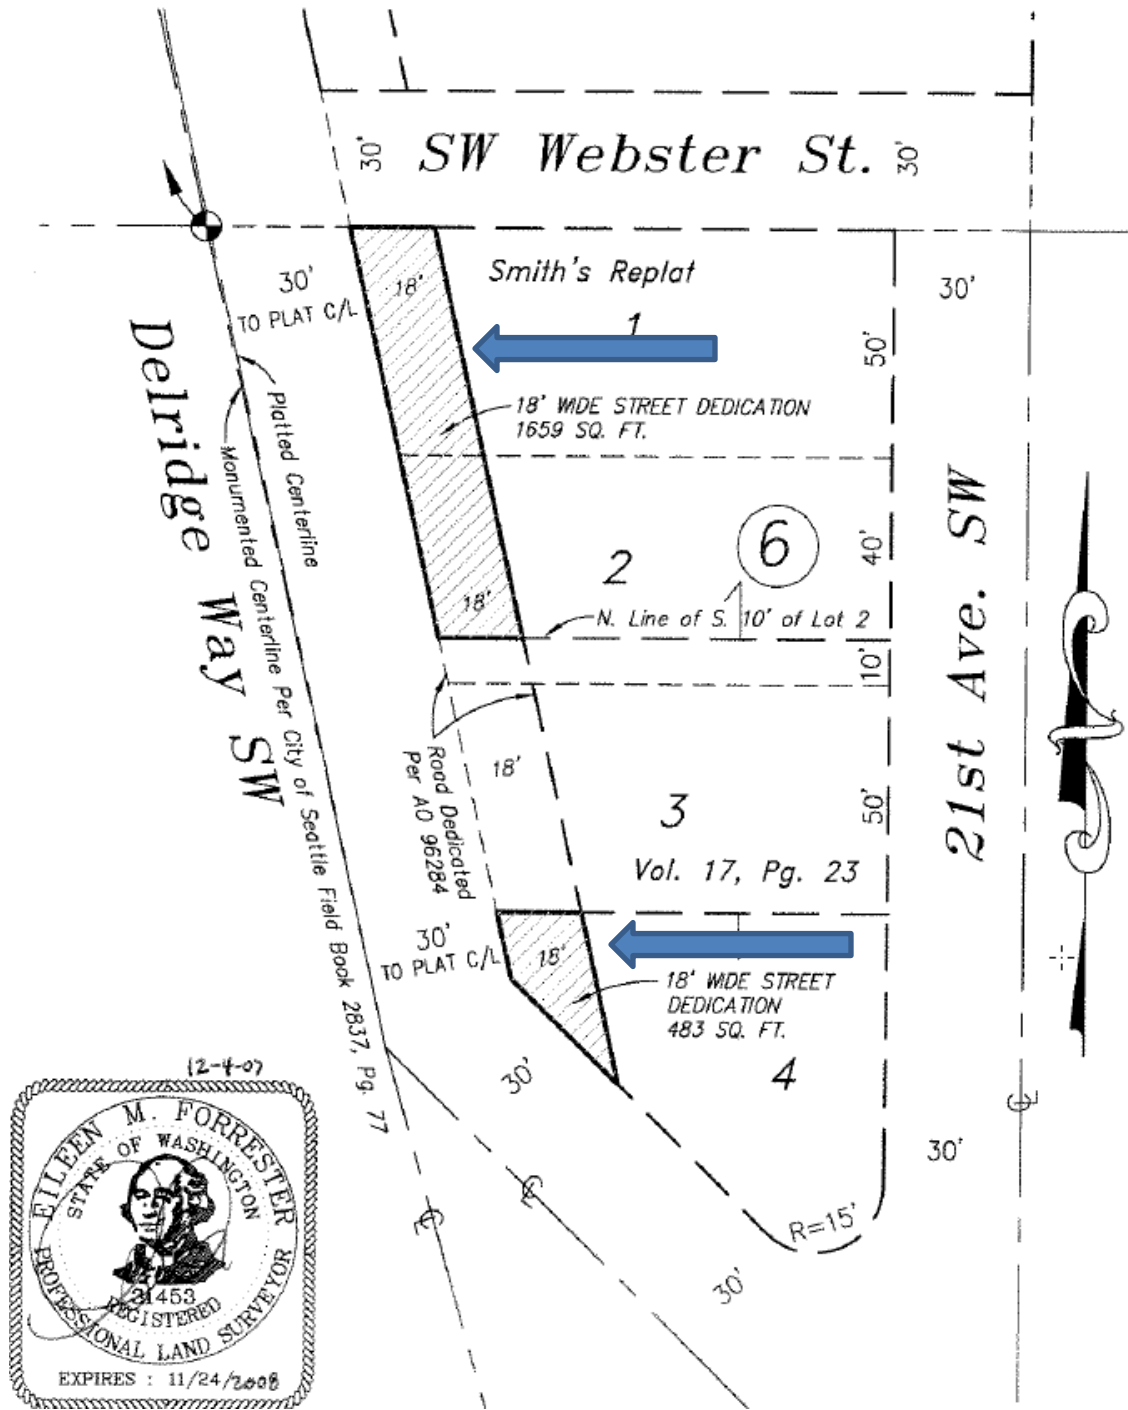 30'
SW Webster St.
30'
Smith's Replat
18'
30'
TO PLAT C/L
30'
1
50'
18' WIDE STREET DEDICATION
1659 SQ. FT.
Delridge Way SW
Platted Centerline
Monumented Centerline Per City of Seattle Field Book 2837, Pg. 77
6
40'
2
18'
N. Line of S. 10' of Lot 2
10'
21st Ave. SW
Road Dedicated
Per AO 96284
18'
3
50'
Vol. 17, Pg. 23
30'
TO PLAT C/L
18'
18' WIDE STREET
DEDICATION
483 SQ. FT.
4
30'
30'
R=15'
30'
12-4-07
EILEEN M. FORRESTER
STATE OF WASHINGTON
31453
REGISTERED
PROFESSIONAL LAND SURVEYOR
EXPIRES : 11/24/2008